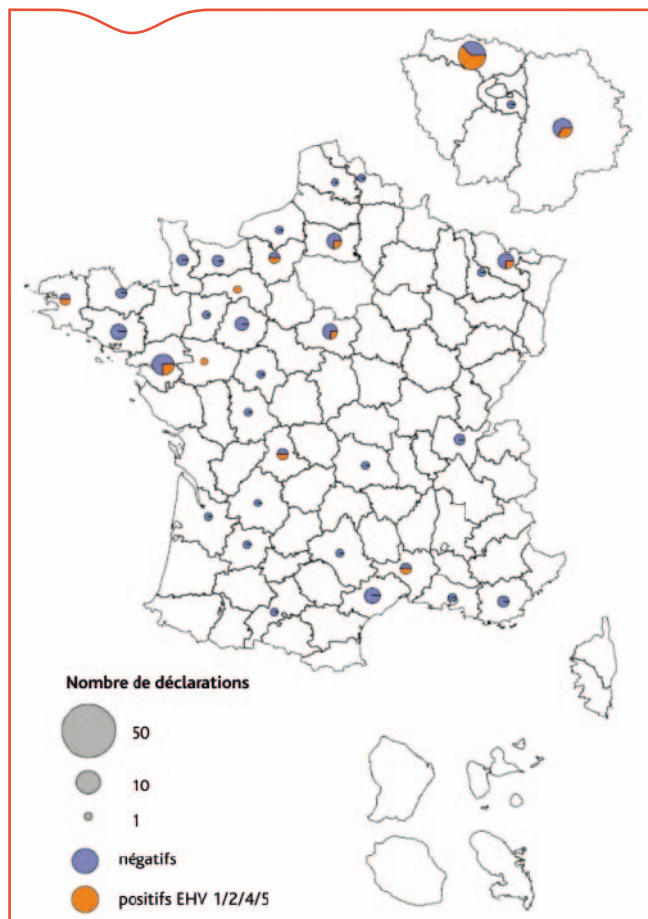 Nombre de déclarations
50
10
1
négatifs
positifs EHV 1/2/4/5